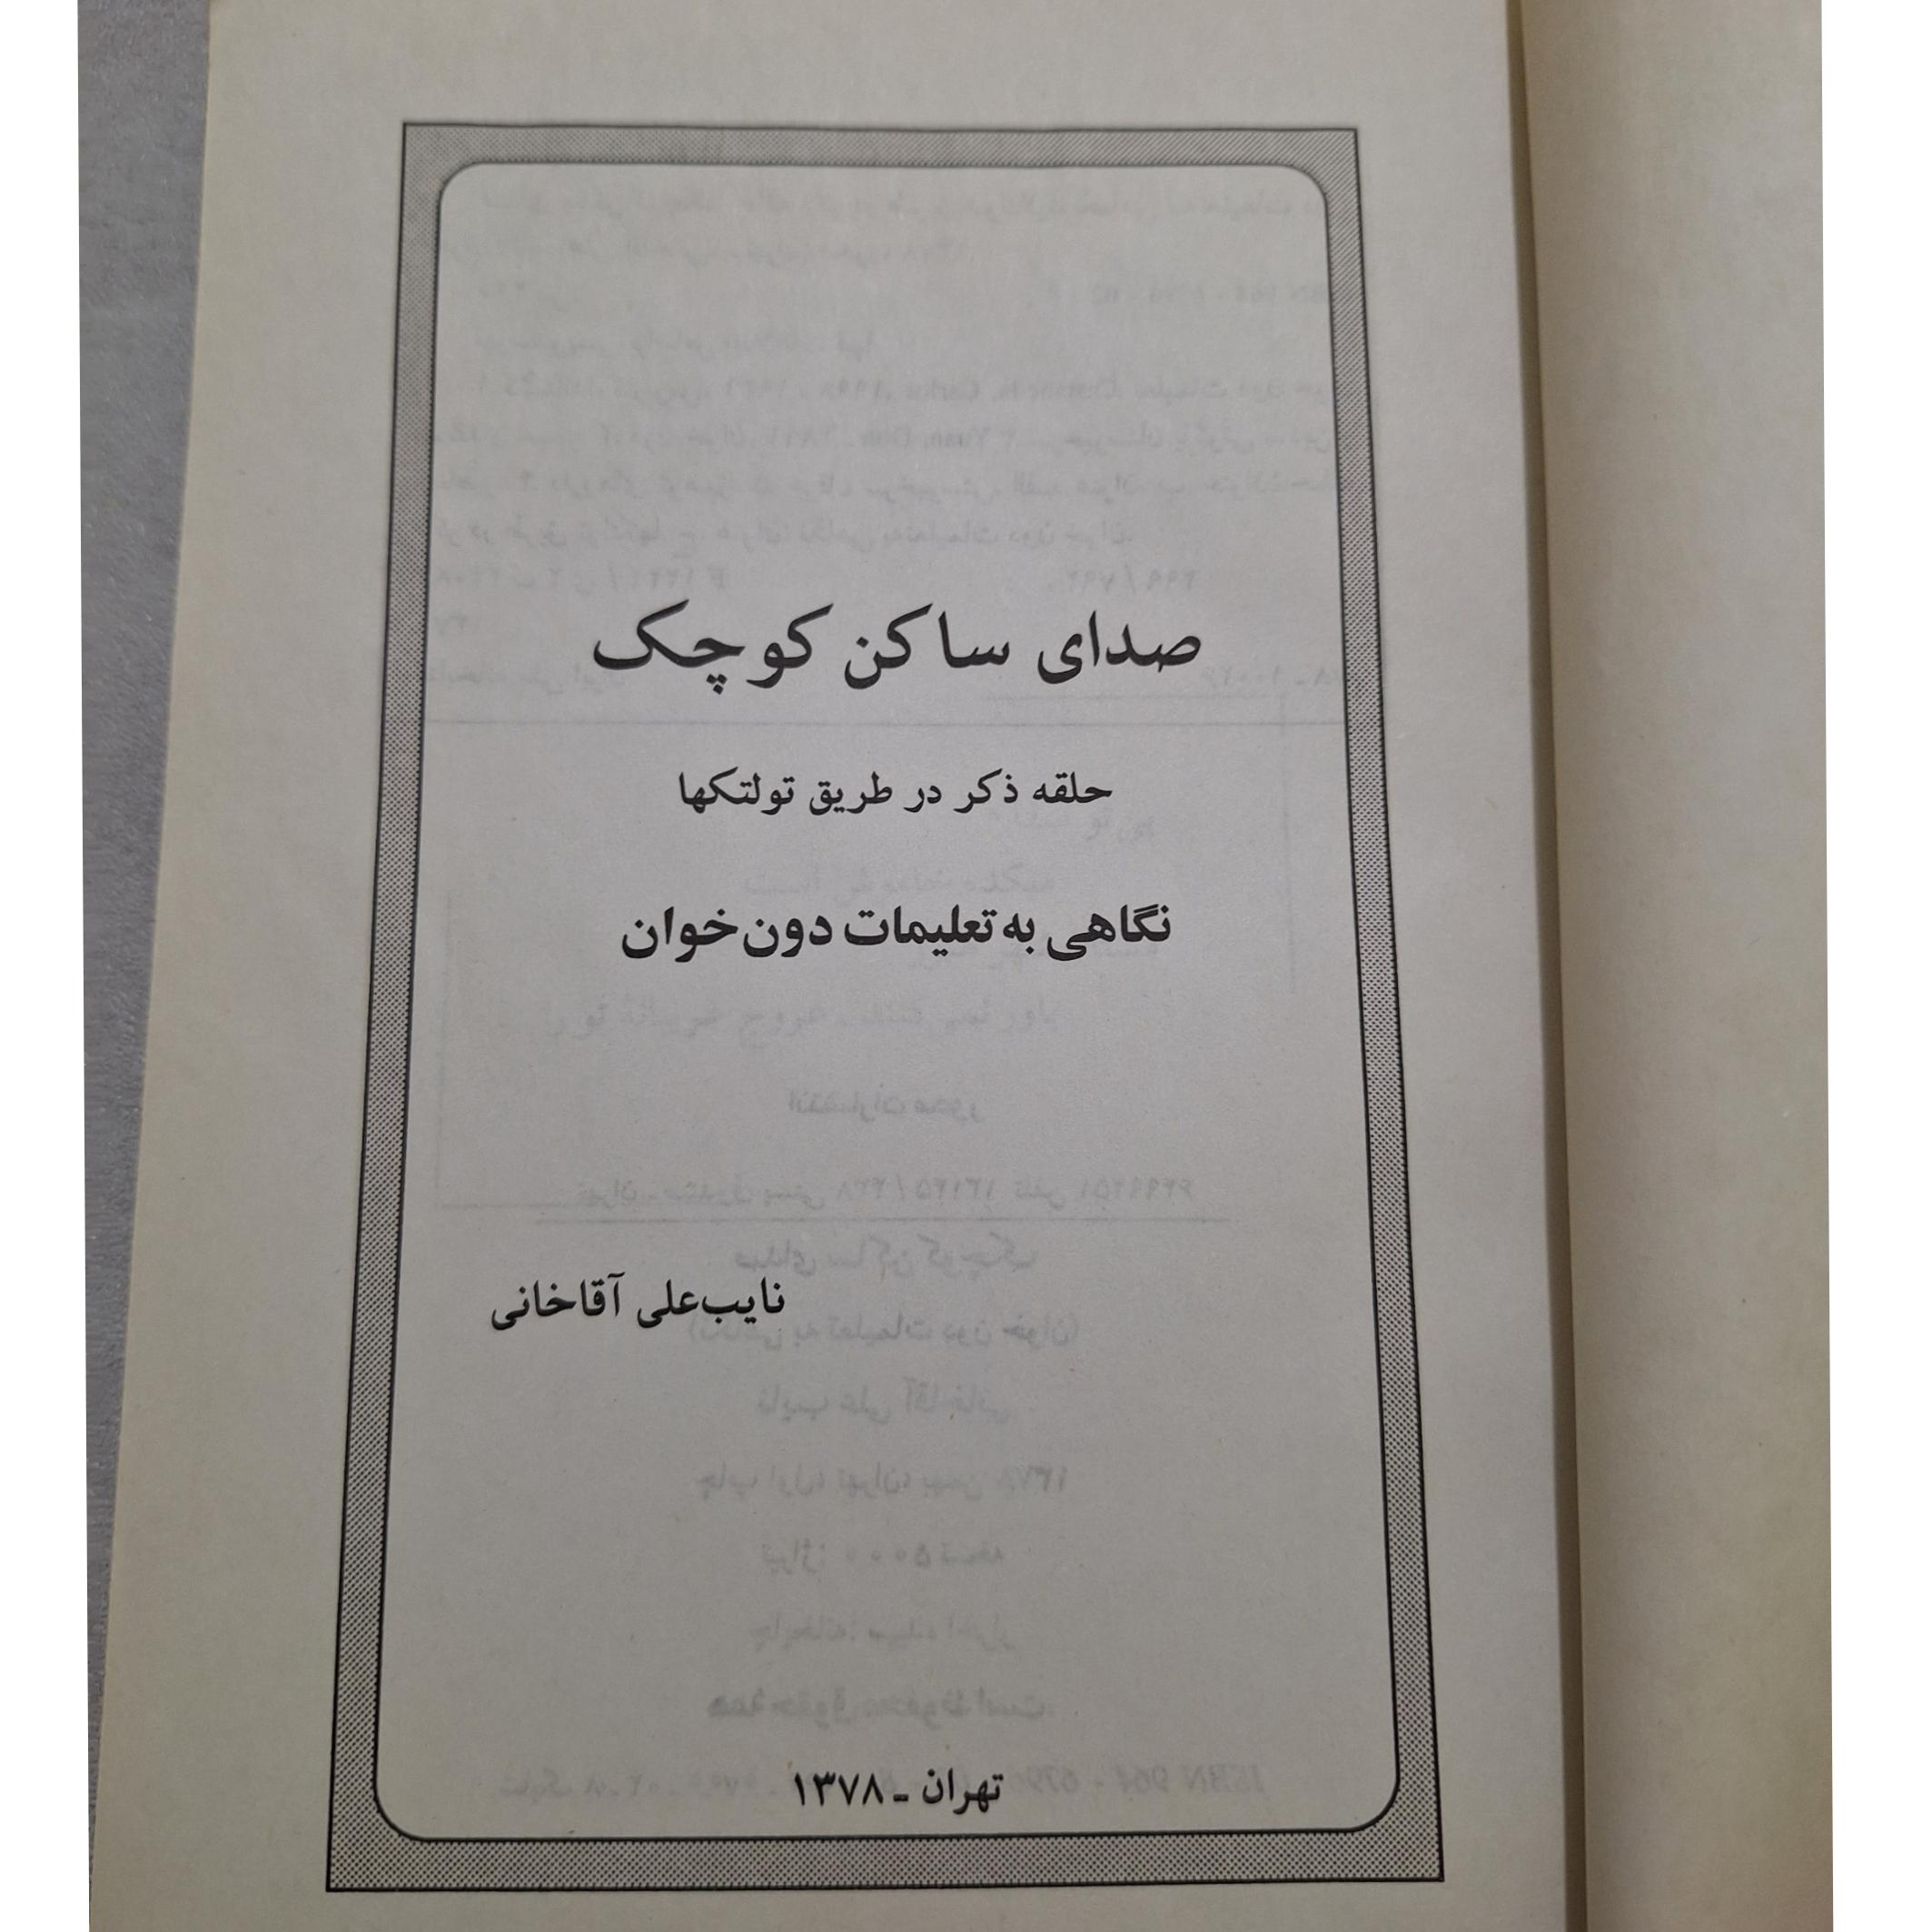 صدای ساکن کوچک
حلقه ذکر در طریق تولتکها
نگاهی به تعلیمات دون‌خوان
نایب‌علی آقاخانی
تهران ـ ۱۳۷۸